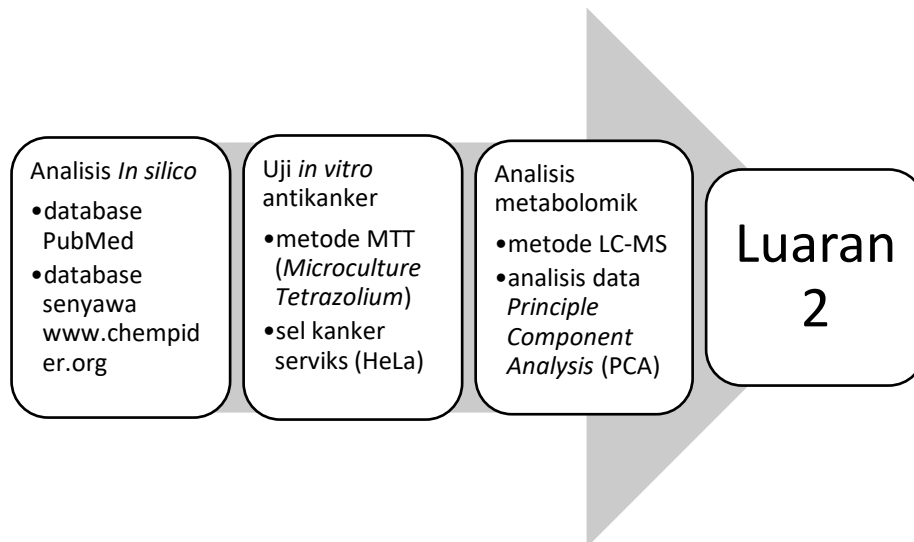 Analisis In silico
•database
PubMed
•database
senyawa
www.chempid
er.org
Uji in vitro
antikanker
•metode MTT
(Microculture
Tetrazolium)
•sel kanker
serviks (HeLa)
Analisis
metabolomik
•metode LC-MS
•analisis data
Principle
Component
Analysis (PCA)
Luaran
2